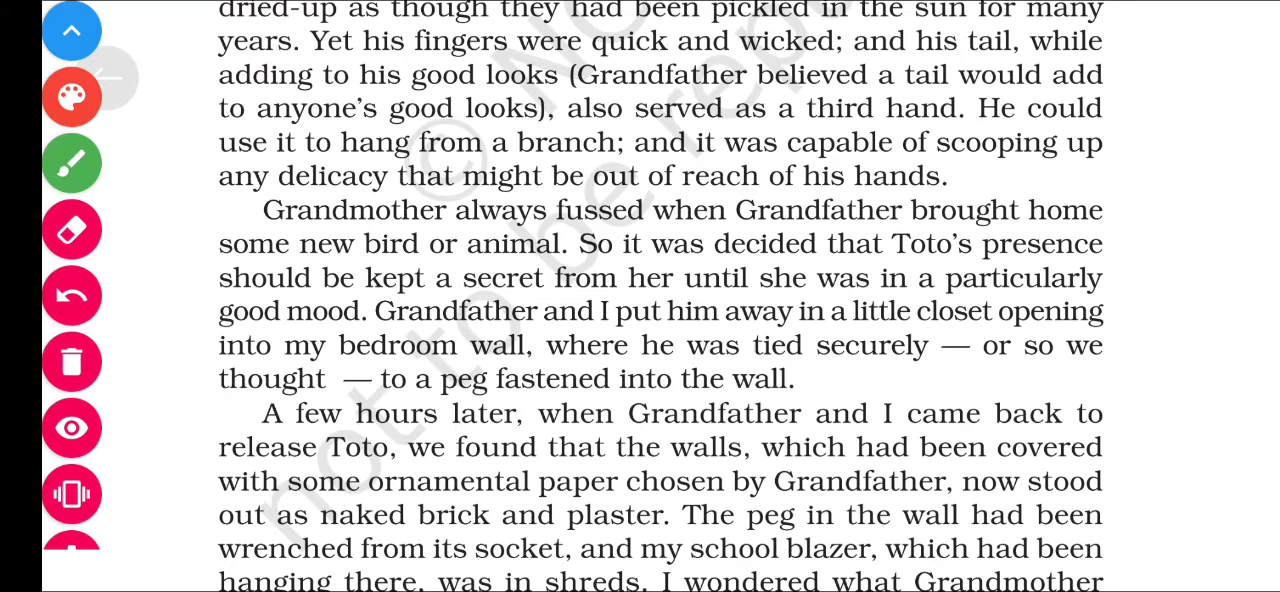 dried-up as though they had been pickled in the sun for many
years. Yet his fingers were quick and wicked; and his tail, while
adding to his good looks (Grandfather believed a tail would add
to anyone's good looks), also served as a third hand. He could
use it to hang from a branch; and it was capable of scooping up
any delicacy that might be out of reach of his hands.
Grandmother always fussed when Grandfather brought home
some new bird or animal. So it was decided that Toto's presence
should be kept a secret from her until she was in a particularly
good mood. Grandfather and I put him away in a little closet opening
into my bedroom wall, where he was tied securely — or so we
thought — to a peg fastened into the wall.
A few hours later, when Grandfather and I came back to
release Toto, we found that the walls, which had been covered
with some ornamental paper chosen by Grandfather, now stood
out as naked brick and plaster. The peg in the wall had been
wrenched from its socket, and my school blazer, which had been
hanging there, was in shreds. I wondered what Grandmother
© NC
not to be repu